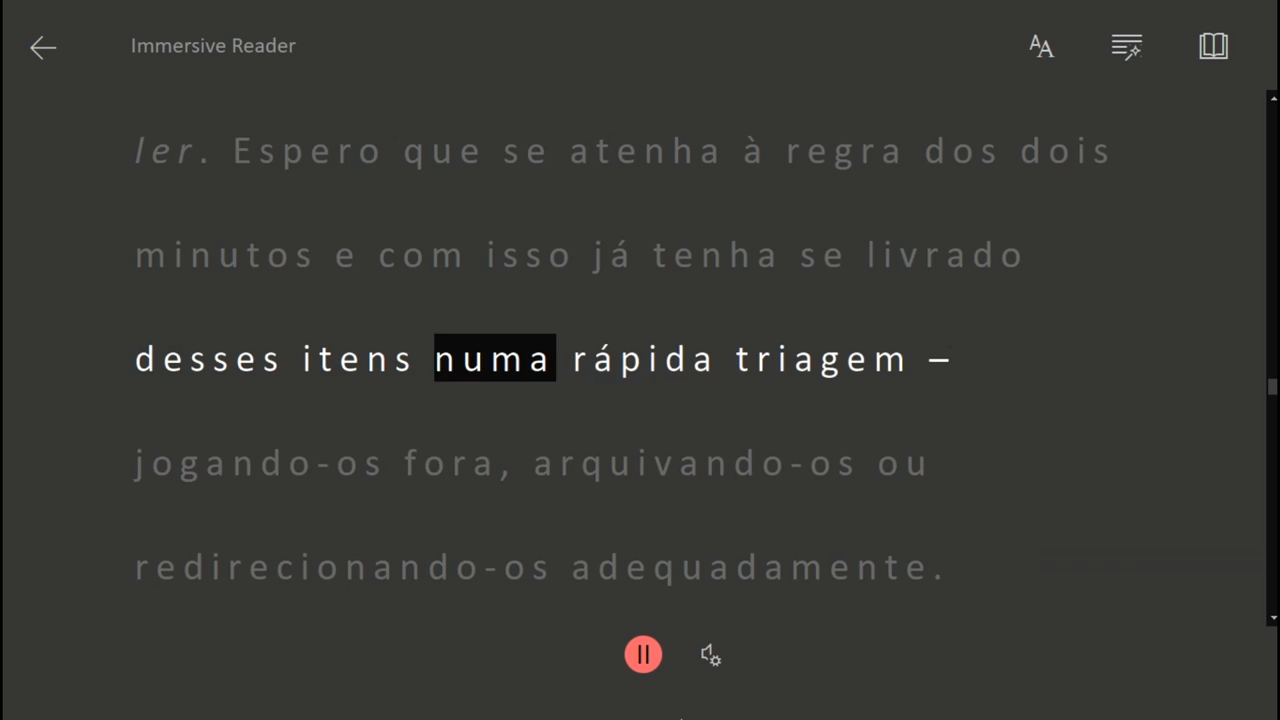 Immersive Reader
ler. Espero que se atenha à regra dos dois
minutos e com isso já tenha se livrado
desses itens numa rápida triagem –
jogando-os fora, arquivando-os ou
redirecionando-os adequadamente.